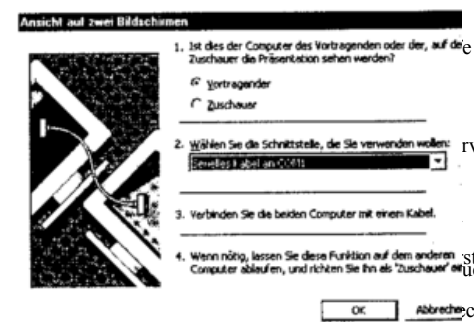 Ansicht auf zwei Bildschirmen
1. Ist dies der Computer des Vortragenden oder der, auf de
Zuschauer die Präsentation sehen werden?
Vortragender
Zuschauer
2. Wählen Sie die Schnittstelle, die Sie verwenden wollen:
Serielles Kabel an COM1
3. Verbinden Sie die beiden Computer mit einem Kabel.
4. Wenn nötig, lassen Sie diese Funktion auf dem anderen
Computer ablaufen, und richten Sie ihn als "Zuschauer"
OK
Abbreche